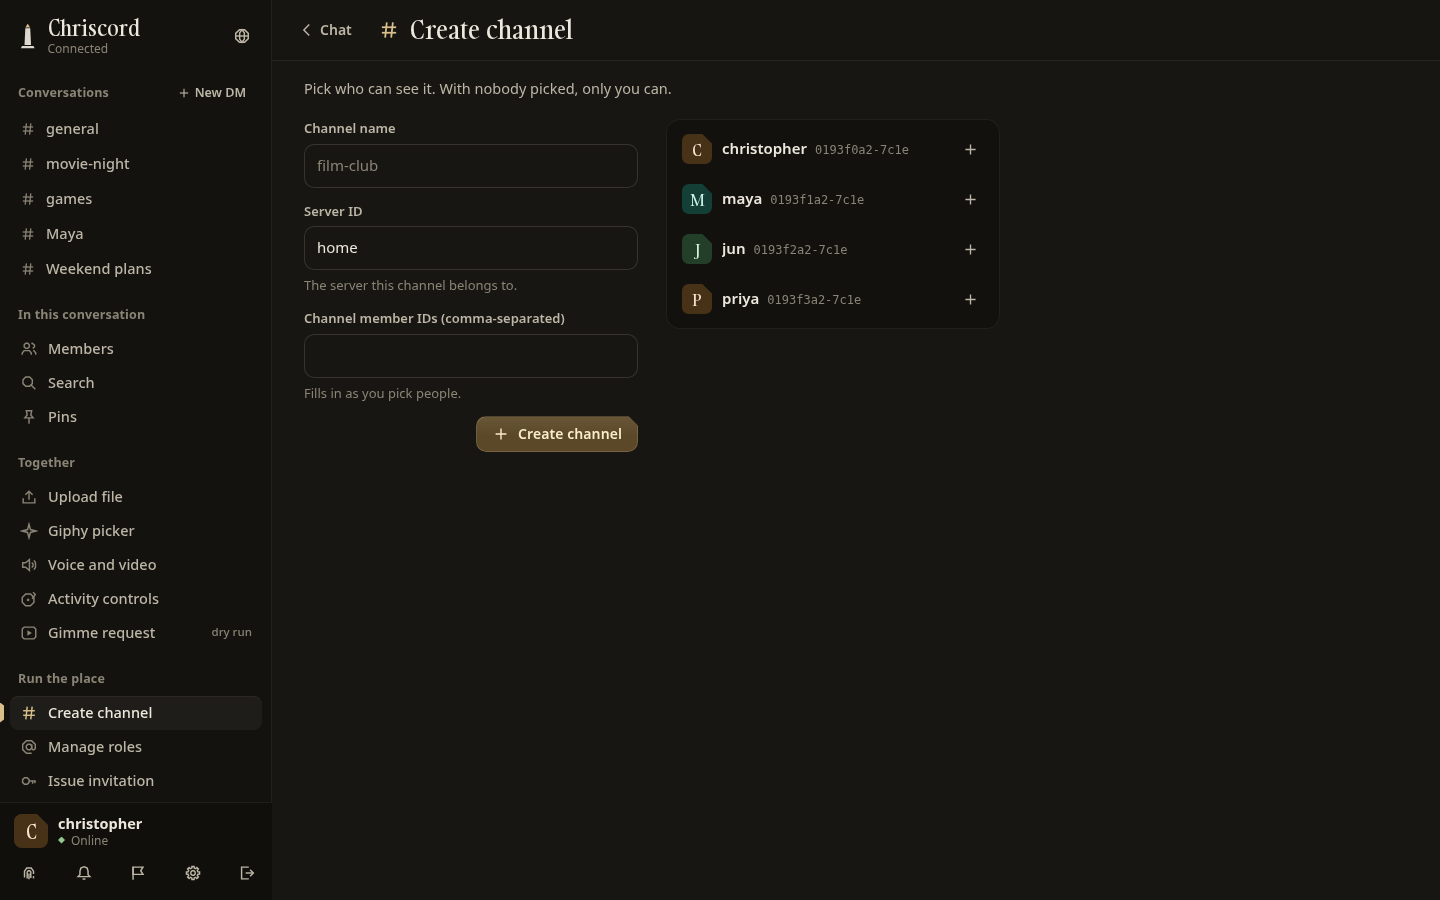 Chriscord
Connected
Conversations
New DM
general
movie-night
games
Maya
Weekend plans
In this conversation
Members
Search
Pins
Together
Upload file
Giphy picker
Voice and video
Activity controls
Gimme request dry run
Run the place
Create channel
Manage roles
Issue invitation
C christopher
Online
Chat
# Create channel
Pick who can see it. With nobody picked, only you can.
Channel name
film-club
Server ID
home
The server this channel belongs to.
Channel member IDs (comma-separated)
Fills in as you pick people.
+ Create channel
C christopher 0193f0a2-7c1e +
M maya 0193f1a2-7c1e +
J jun 0193f2a2-7c1e +
P priya 0193f3a2-7c1e +